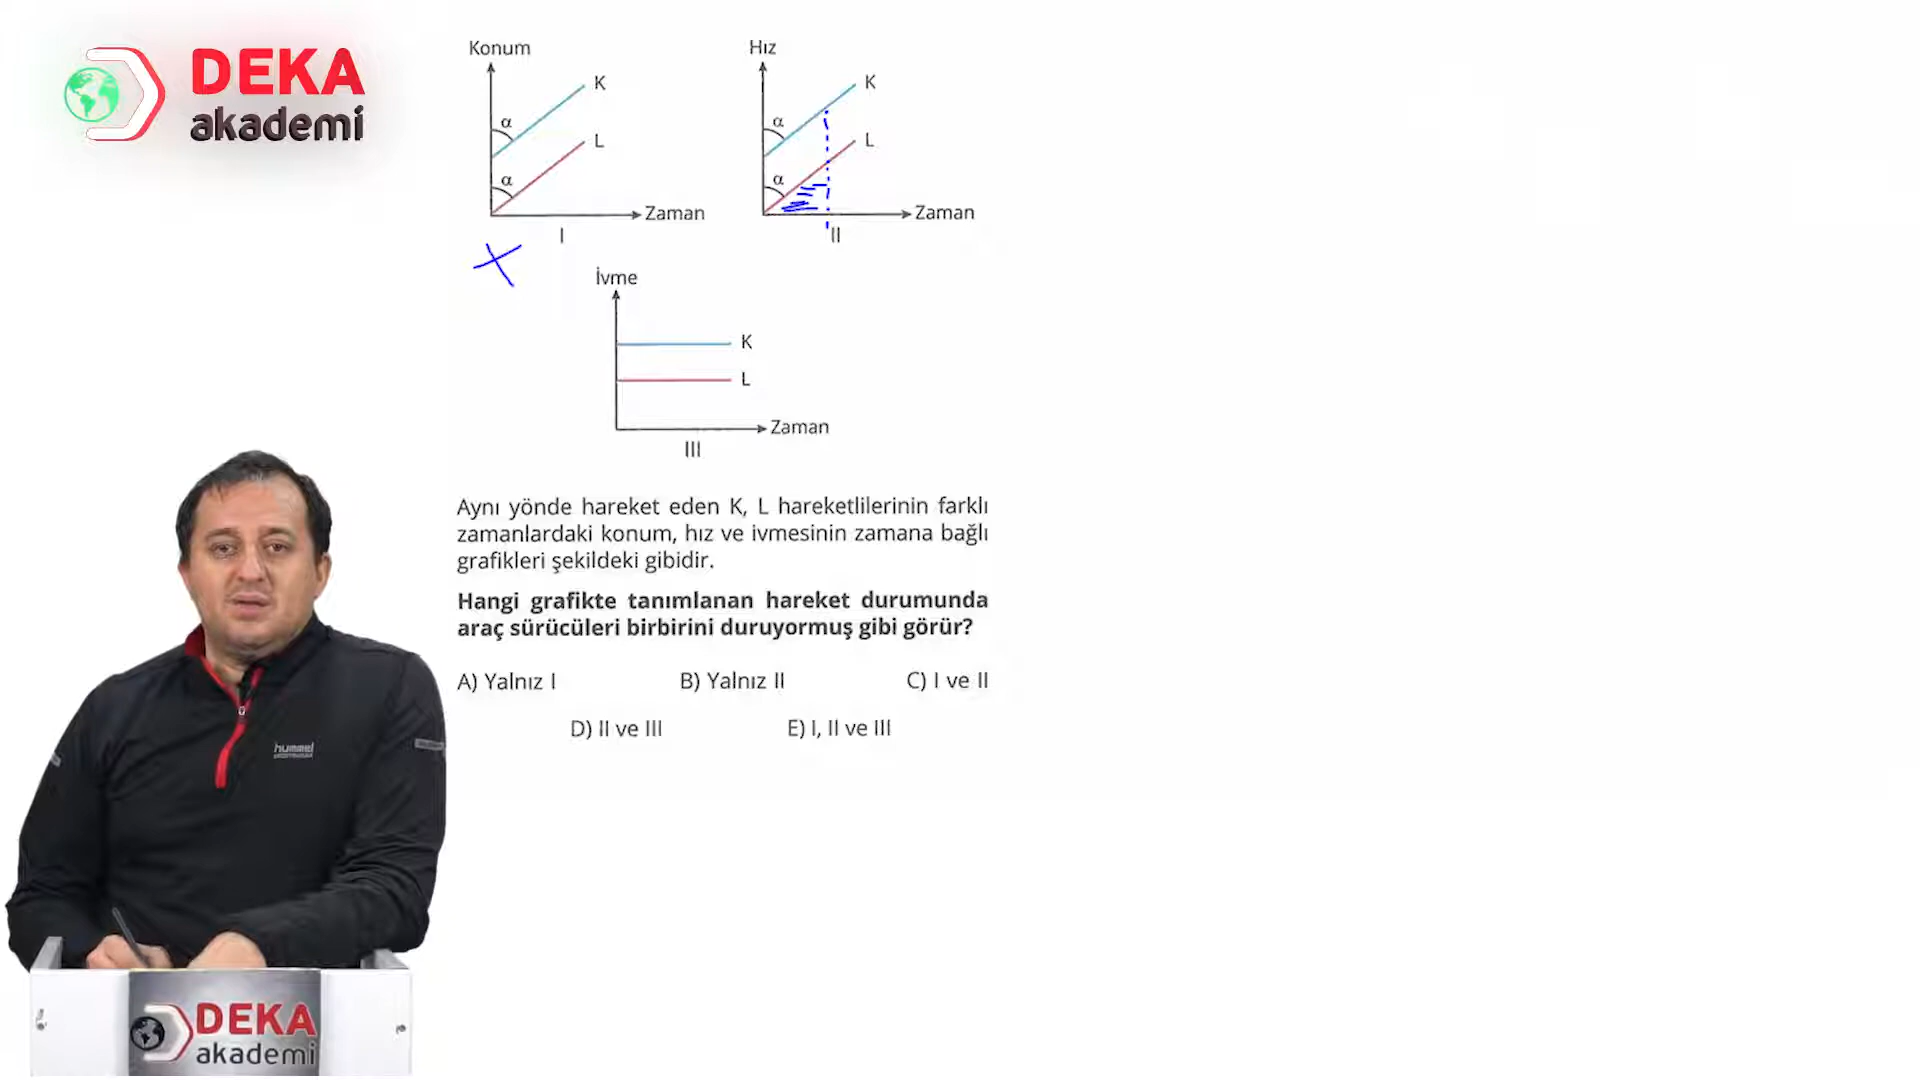 DEKA
akademi
Konum
K
α
L
α
Zaman
I
Hız
K
α
L
α
Zaman
II
İvme
K
L
Zaman
III
Aynı yönde hareket eden K, L hareketlilerinin farklı
zamanlardaki konum, hız ve ivmesinin zamana bağlı
grafikleri şekildeki gibidir.
Hangi grafikte tanımlanan hareket durumunda
araç sürücüleri birbirini duruyormuş gibi görür?
A) Yalnız I
B) Yalnız II
C) I ve II
D) II ve III
E) I, II ve III
hummel
DEKA
akademi